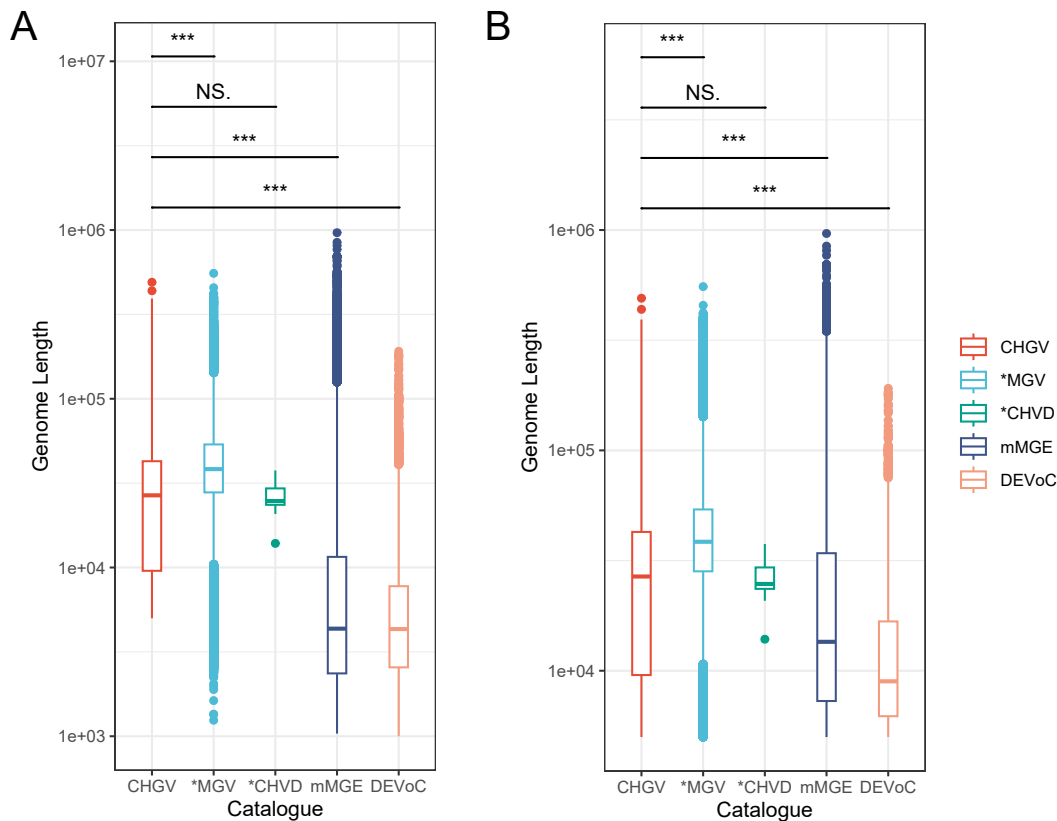 A
***
NS.
***
***
1e+07
1e+06
1e+05
1e+04
1e+03
Genome Length
CHGV *MGV *CHVD mMGE DEVoC
Catalogue
B
***
NS.
***
***
1e+06
1e+05
1e+04
Genome Length
CHGV *MGV *CHVD mMGE DEVoC
Catalogue
CHGV
*MGV
*CHVD
mMGE
DEVoC